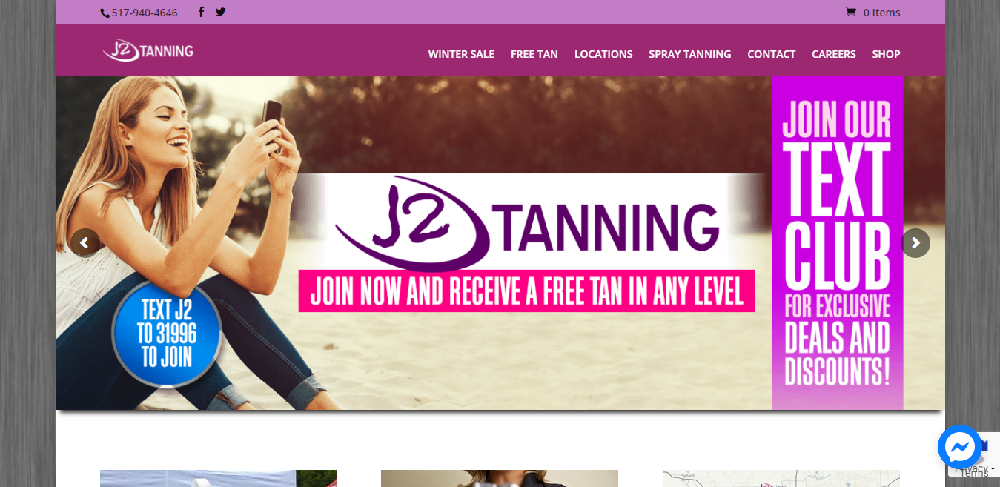 517-940-4646
0 Items
J2 TANNING
WINTER SALE FREE TAN LOCATIONS SPRAY TANNING CONTACT CAREERS SHOP
J2 TANNING
JOIN NOW AND RECEIVE A FREE TAN IN ANY LEVEL
TEXT J2
TO 31996
TO JOIN
JOIN OUR
TEXT
CLUB
FOR EXCLUSIVE
DEALS AND
DISCOUNTS!
Privacy -
Terms